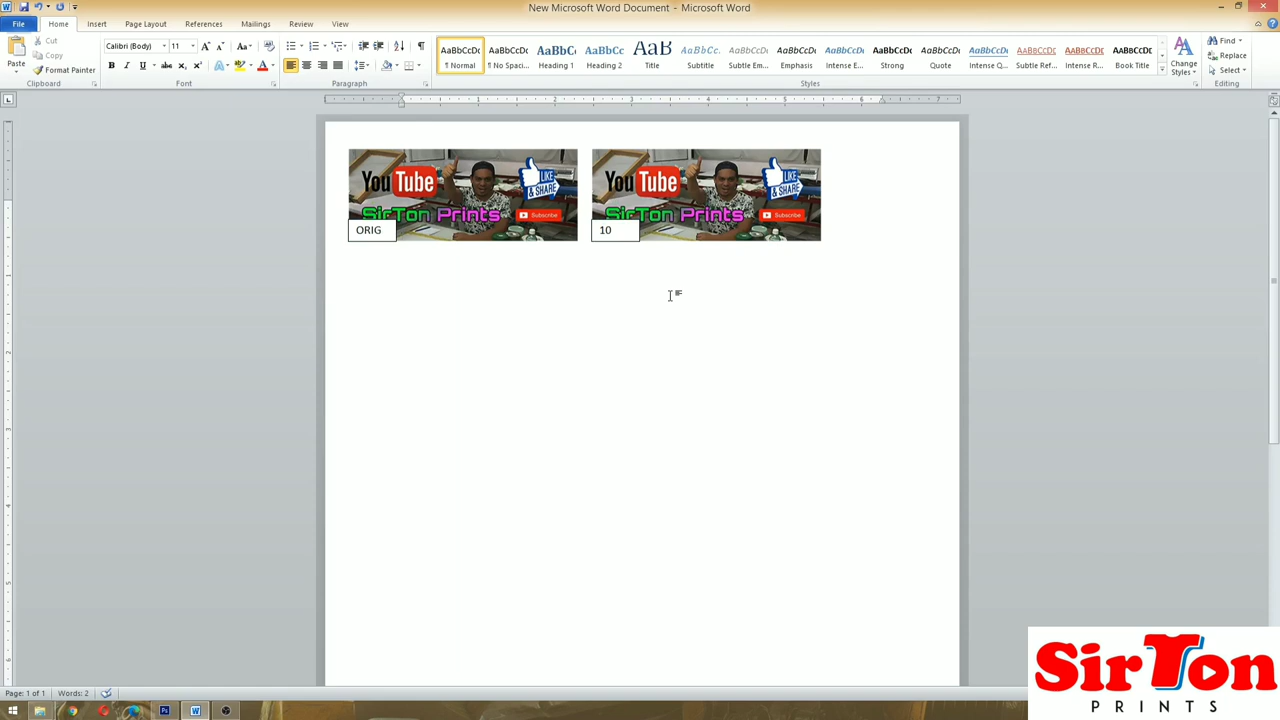 New Microsoft Word Document - Microsoft Word
File Home Insert Page Layout References Mailings Review View
Paste
Cut
Copy
Format Painter
Clipboard
Calibri (Body) 11
Font
Paragraph
AaBbCcDc AaBbCcDc AaBbCc AaBbCc AaB AaBbCc. AaBbCcDc AaBbCcDc AaBbCcDc AaBbCcDc AaBbCcDc AaBbCcDc AaBbCcDc AaBbCcDc AaBbCcDc
¶ Normal ¶ No Spaci... Heading 1 Heading 2 Title Subtitle Subtle Em... Emphasis Intense E... Strong Quote Intense Q... Subtle Ref... Intense R... Book Title
Styles
Change
Styles
Find
Replace
Select
Editing
YouTube LIKE & SHARE
SirTon Prints Subscribe
ORIG
YouTube LIKE & SHARE
SirTon Prints Subscribe
10
Page: 1 of 1 Words: 2
SirTon
PRINTS